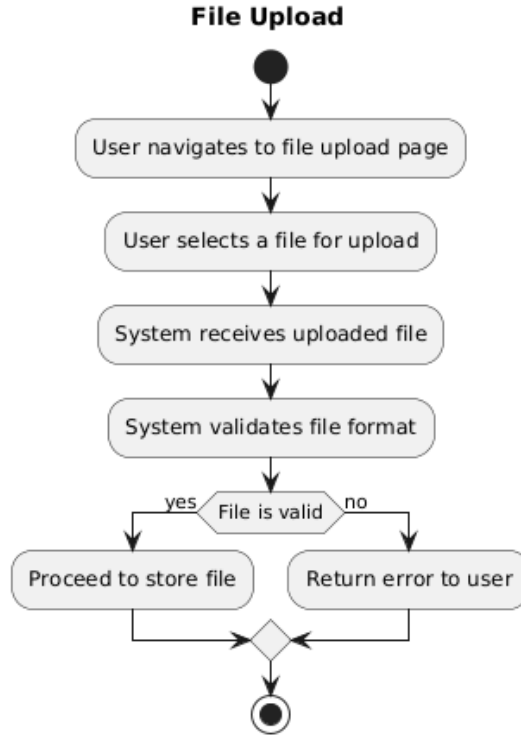 File Upload
User navigates to file upload page
User selects a file for upload
System receives uploaded file
System validates file format
yes
File is valid
no
Proceed to store file
Return error to user